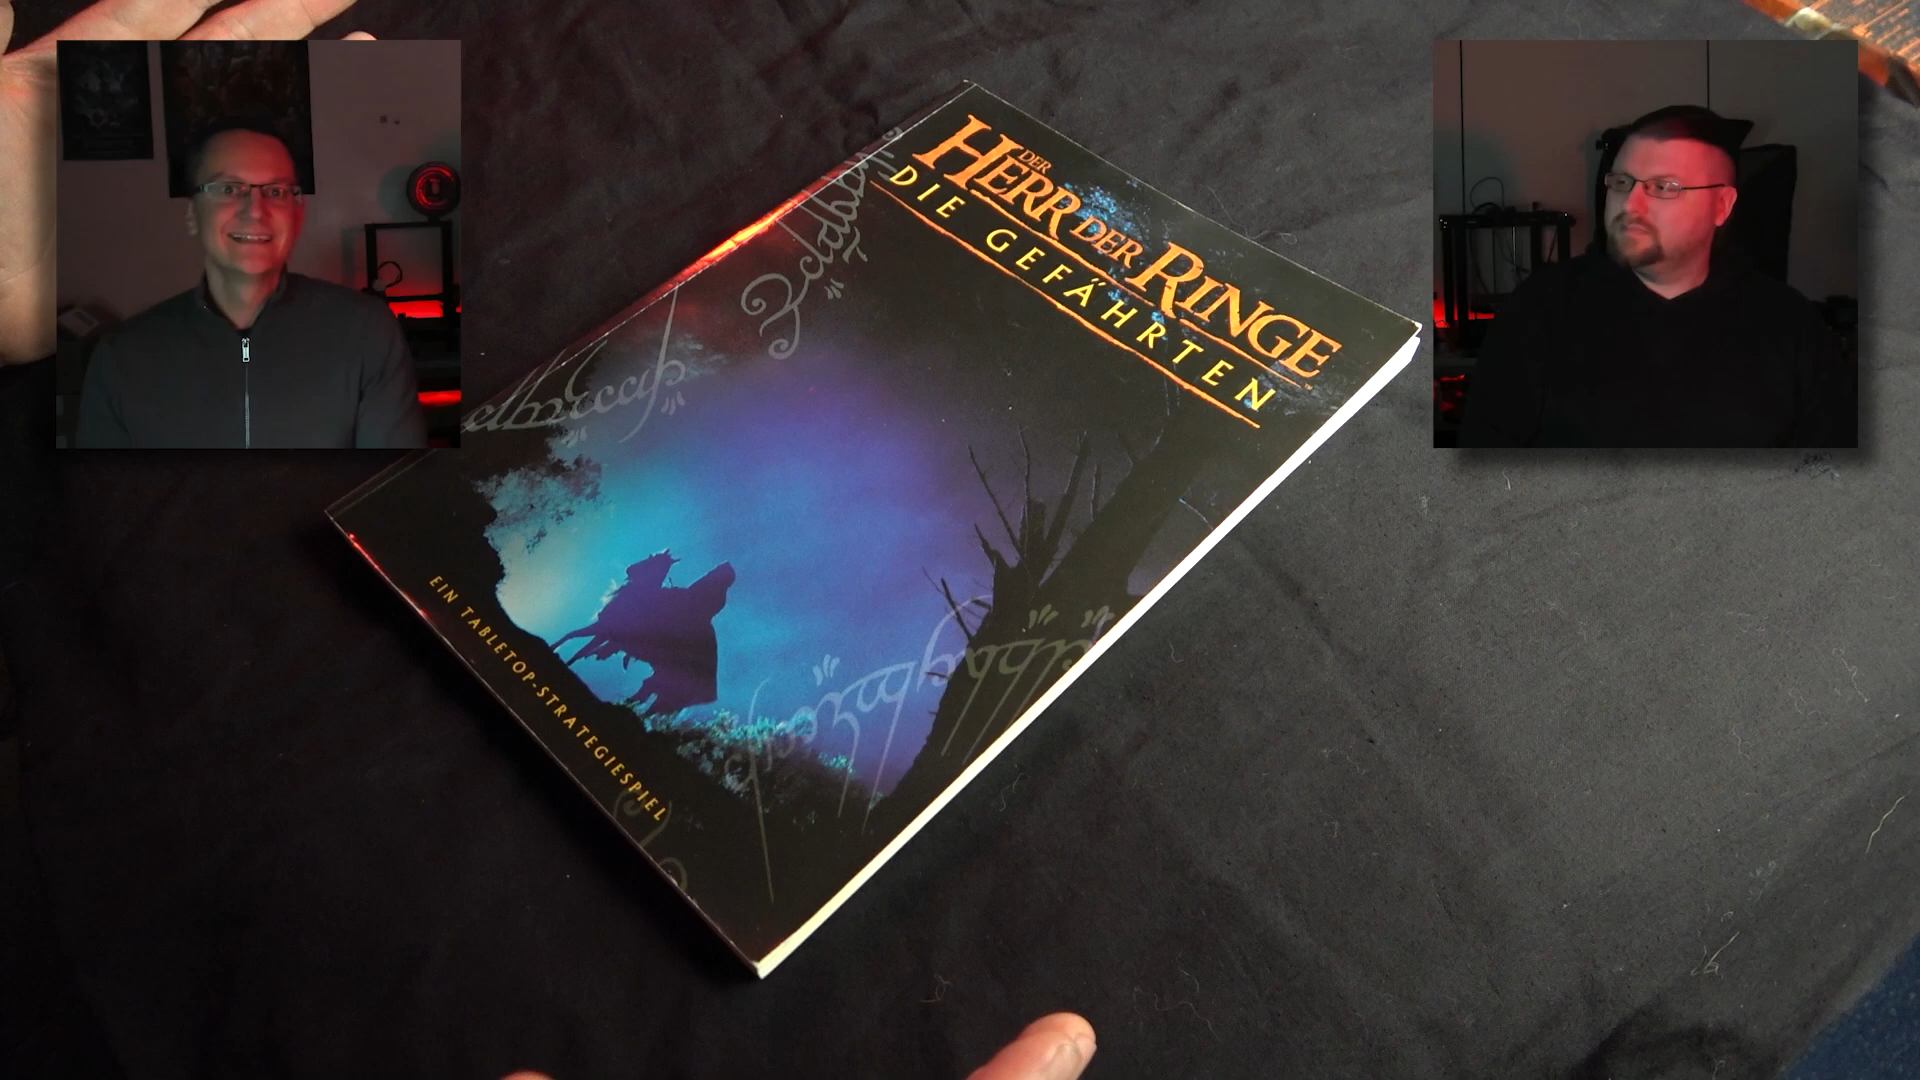 DER
HERR DER RINGE
DIE GEFÄHRTEN
EIN TABLETOP-STRATEGIESPIEL